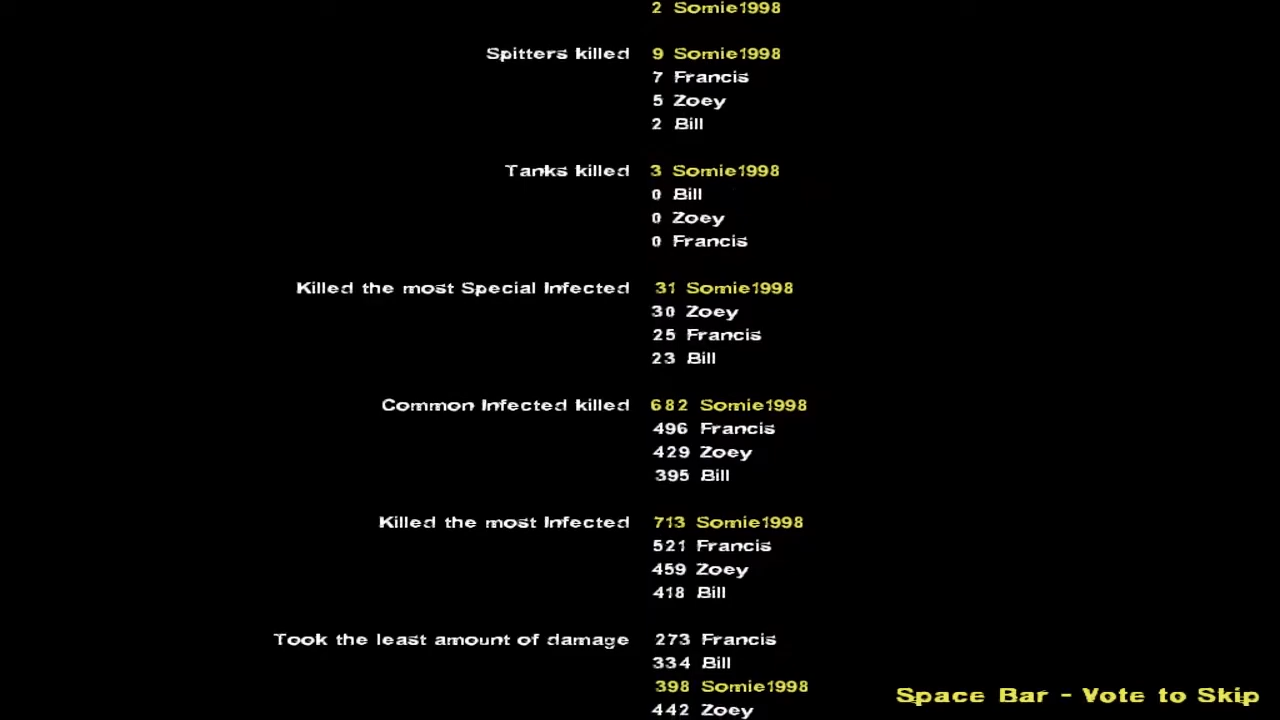 2 Somie1998
Spitters killed 9 Somie1998
7 Francis
5 Zoey
2 Bill
Tanks killed 3 Somie1998
0 Bill
0 Zoey
0 Francis
Killed the most Special Infected 31 Somie1998
30 Zoey
25 Francis
23 Bill
Common Infected killed 682 Somie1998
496 Francis
429 Zoey
395 Bill
Killed the most Infected 713 Somie1998
521 Francis
459 Zoey
418 Bill
Took the least amount of damage 273 Francis
334 Bill
398 Somie1998
442 Zoey
Space Bar - Vote to Skip